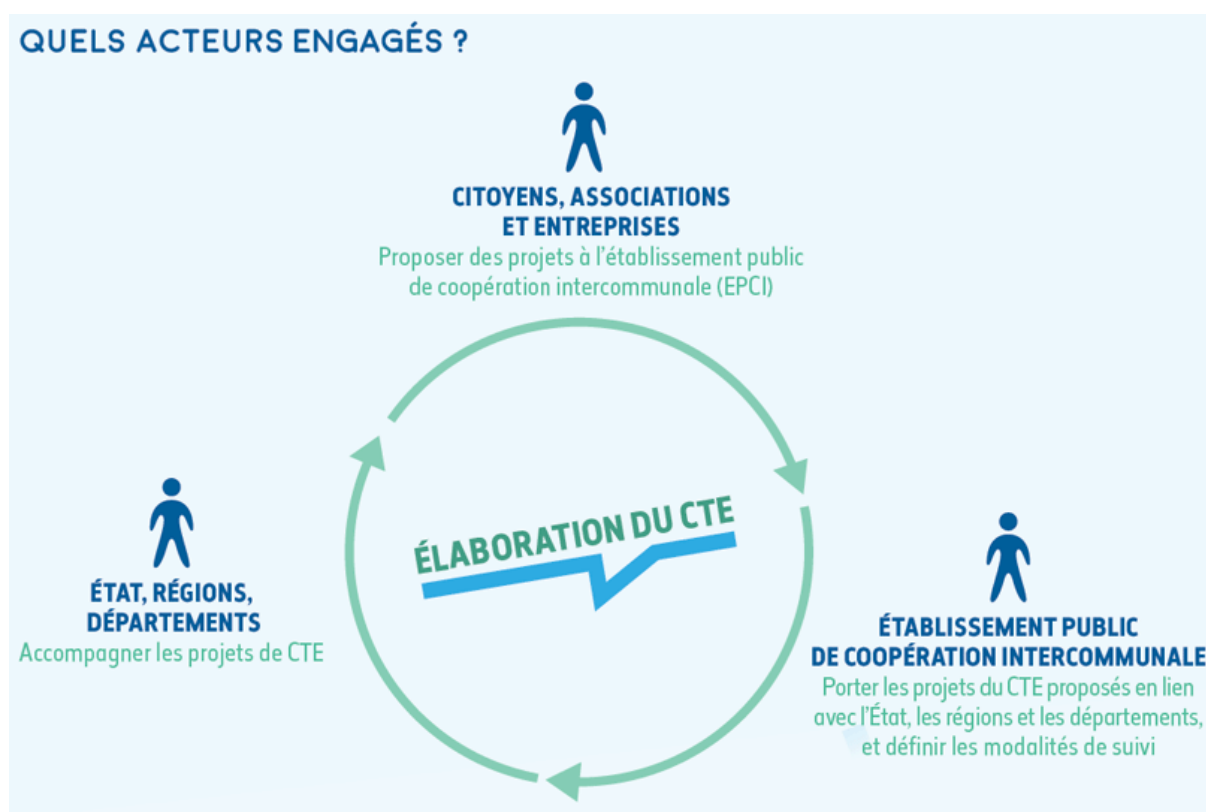 QUELS ACTEURS ENGAGÉS ?
CITOYENS, ASSOCIATIONS
ET ENTREPRISES
Proposer des projets à l'établissement public
de coopération intercommunale (EPCI)
ÉLABORATION DU CTE
ÉTAT, RÉGIONS,
DÉPARTEMENTS
Accompagner les projets de CTE
ÉTABLISSEMENT PUBLIC
DE COOPÉRATION INTERCOMMUNALE
Porter les projets du CTE proposés en lien
avec l'État, les régions et les départements,
et définir les modalités de suivi